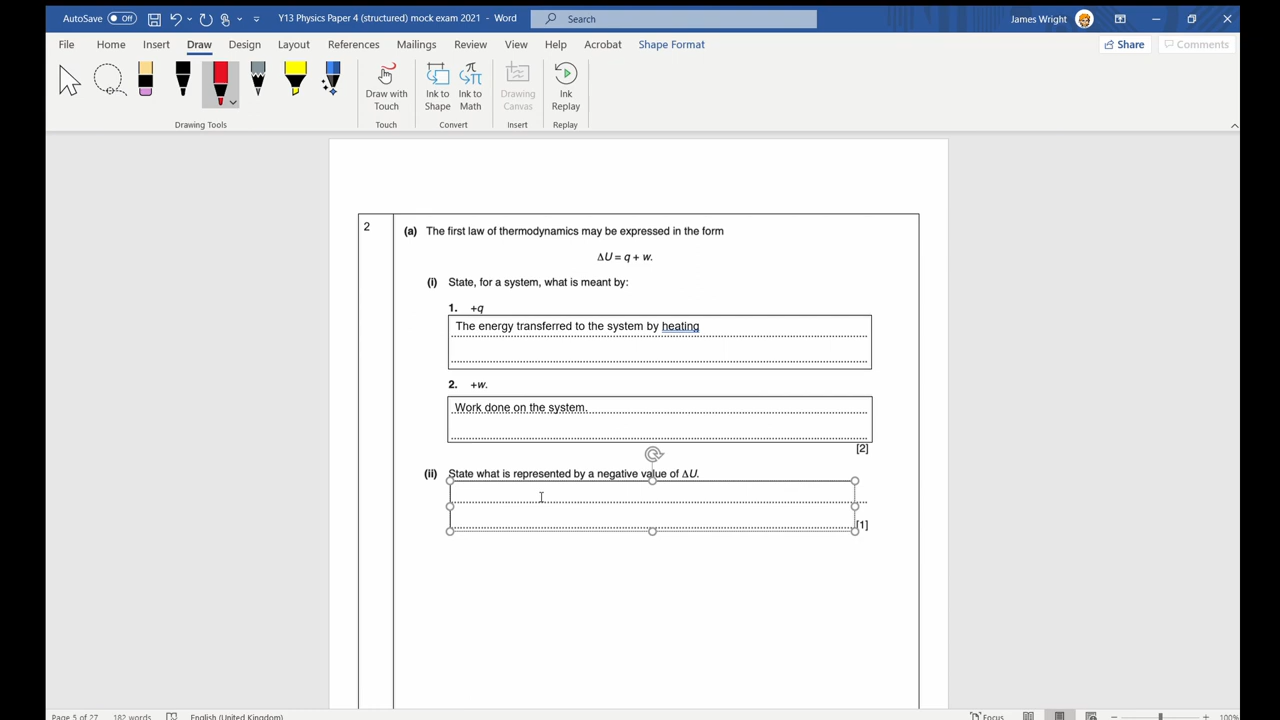 AutoSave Off Y13 Physics Paper 4 (structured) mock exam 2021 - Word Search James Wright
File Home Insert Draw Design Layout References Mailings Review View Help Acrobat Shape Format Share Comments
Draw with Touch
Ink to Shape
Ink to Math
Drawing Canvas
Ink Replay
Drawing Tools Touch Convert Insert Replay
2 (a) The first law of thermodynamics may be expressed in the form
ΔU = q + w.
(i) State, for a system, what is meant by:
1. +q
The energy transferred to the system by heating
2. +w.
Work done on the system.
[2]
(ii) State what is represented by a negative value of ΔU.
[1]
Page 5 of 27 182 words English (United Kingdom) Focus 100%